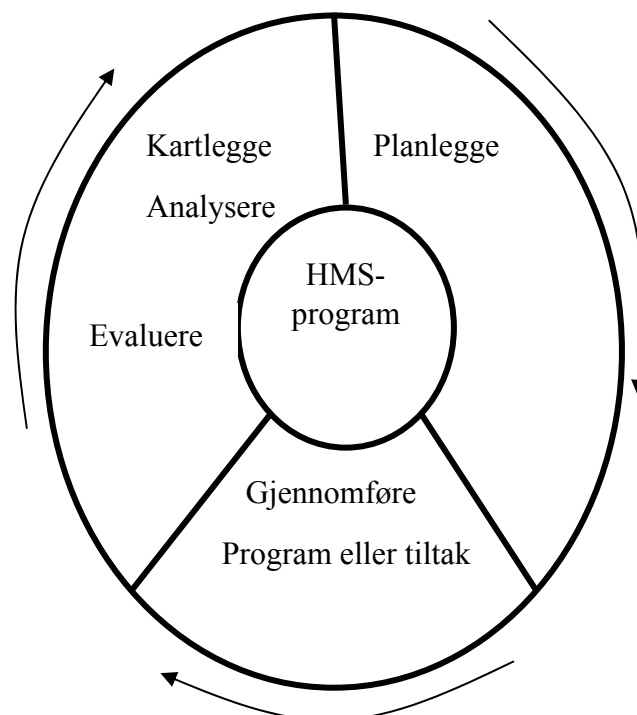 Kartlegge
Analysere
Evaluere
Planlegge
HMS-
program
Gjennomføre
Program eller tiltak